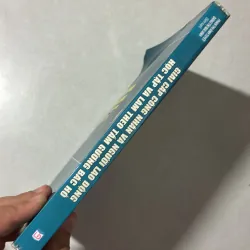 GIAI CẤP CÔNG NHÂN VÀ NGƯỜI LAO ĐỘNG
HỌC TẬP VÀ LÀM THEO TẤM GƯƠNG BÁC HỒ